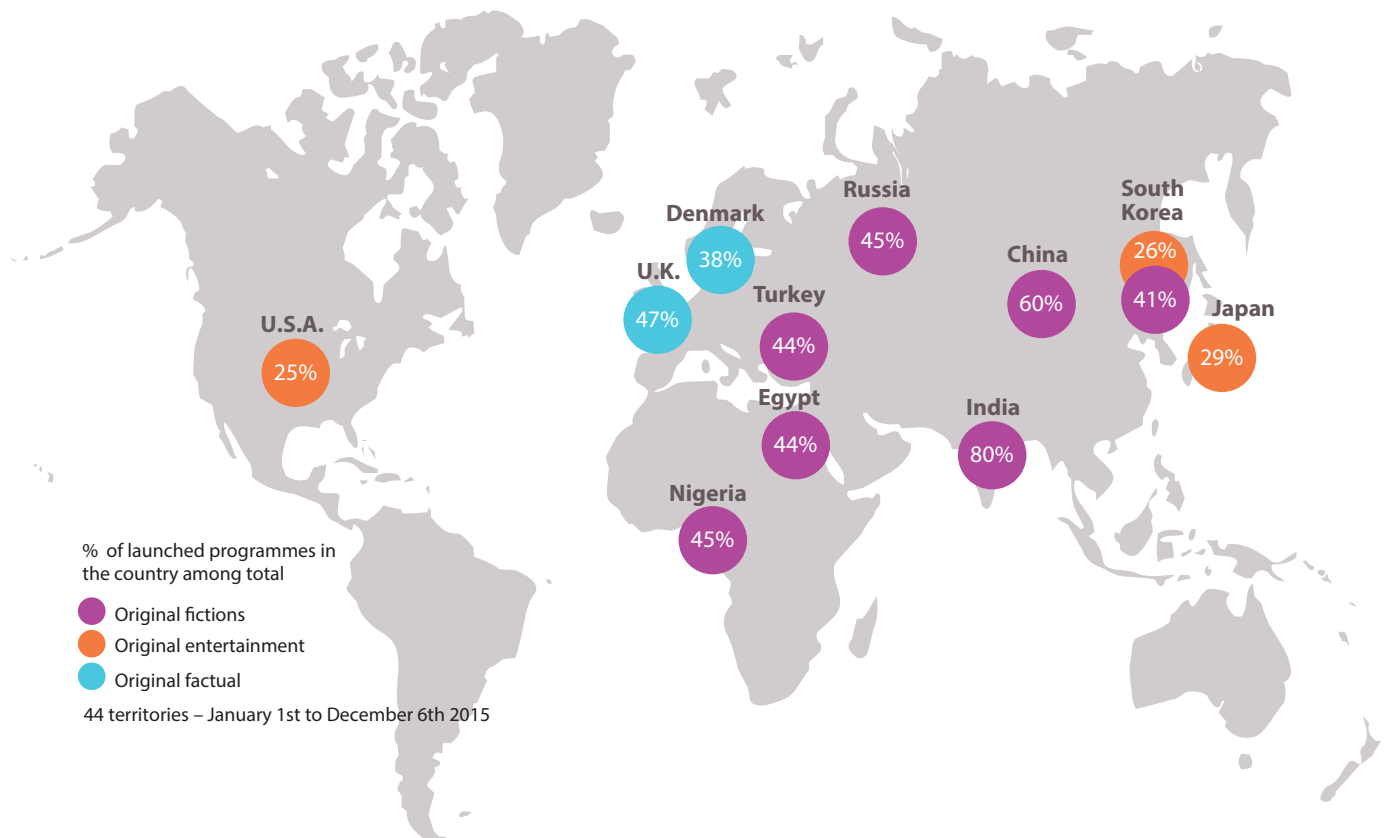 Russia
45%
South
Korea
26%
41%
Denmark
38%
China
60%
U.K.
47%
Turkey
44%
Japan
29%
U.S.A.
25%
Egypt
44%
India
80%
Nigeria
45%
% of launched programmes in
the country among total
Original fictions
Original entertainment
Original factual
44 territories – January 1st to December 6th 2015